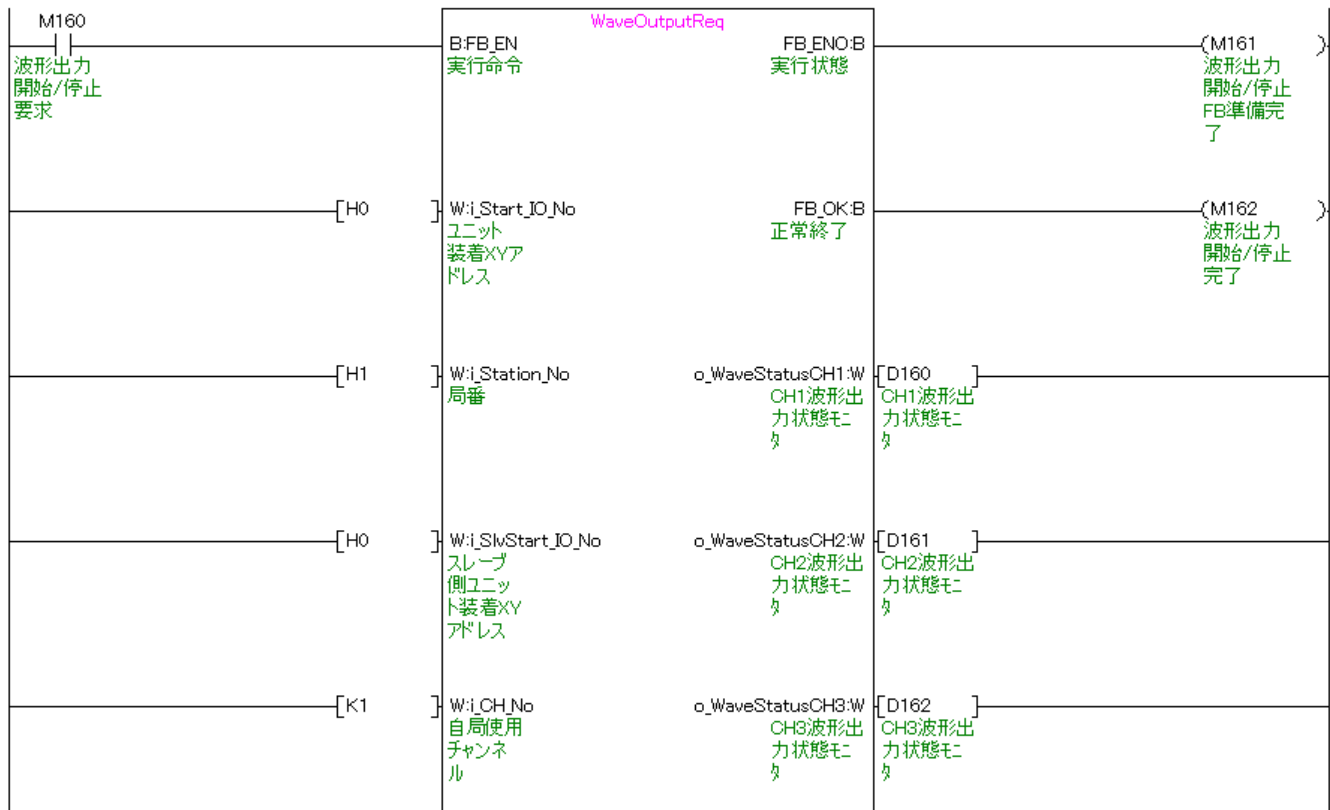 M160
WaveOutputReq
B:FB_EN
FB_ENO:B
(M161 )
波形出力
開始/停止
要求
実行命令
実行状態
波形出力
開始/停止
FB準備完
了
[H0 ]
W:i_Start_IO_No
FB_OK:B
(M162 )
ユニット
装着XYア
ドレス
正常終了
波形出力
開始/停止
完了
[H1 ]
W:i_Station_No
o_WaveStatusCH1:W
[D160 ]
局番
CH1波形出
力状態モニ
タ
CH1波形出
力状態モニ
タ
[H0 ]
W:i_SlvStart_IO_No
o_WaveStatusCH2:W
[D161 ]
スレーブ
側ユニッ
ト装着XY
アドレス
CH2波形出
力状態モニ
タ
CH2波形出
力状態モニ
タ
[K1 ]
W:i_CH_No
o_WaveStatusCH3:W
[D162 ]
自局使用
チャンネ
ル
CH3波形出
力状態モニ
タ
CH3波形出
力状態モニ
タ